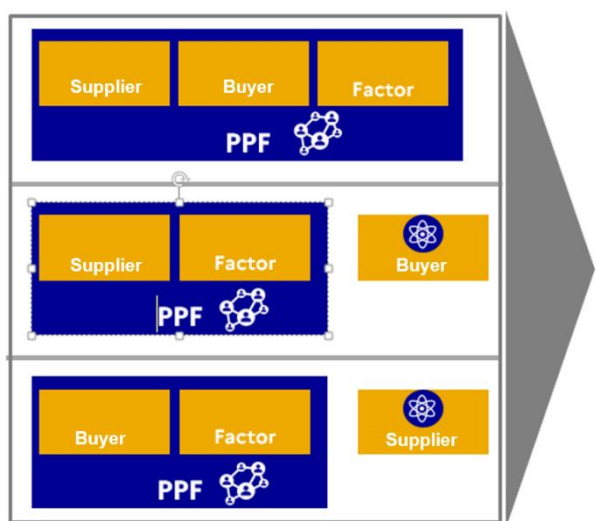 Supplier
Buyer
Factor
PPF
Supplier
Factor
Buyer
PPF
Buyer
Factor
Supplier
PPF